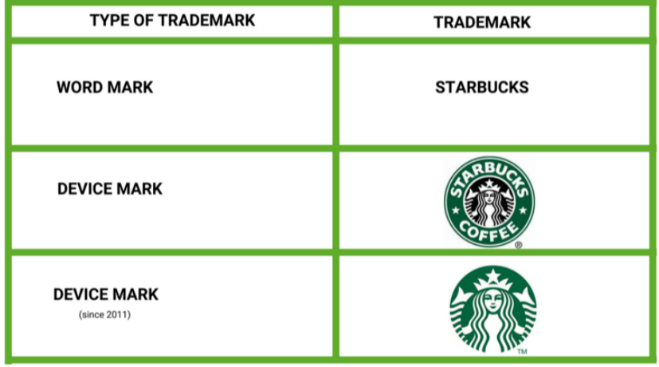 TYPE OF TRADEMARK
TRADEMARK
WORD MARK
STARBUCKS
DEVICE MARK
STARBUCKS
COFFEE
®
DEVICE MARK
(since 2011)
TM